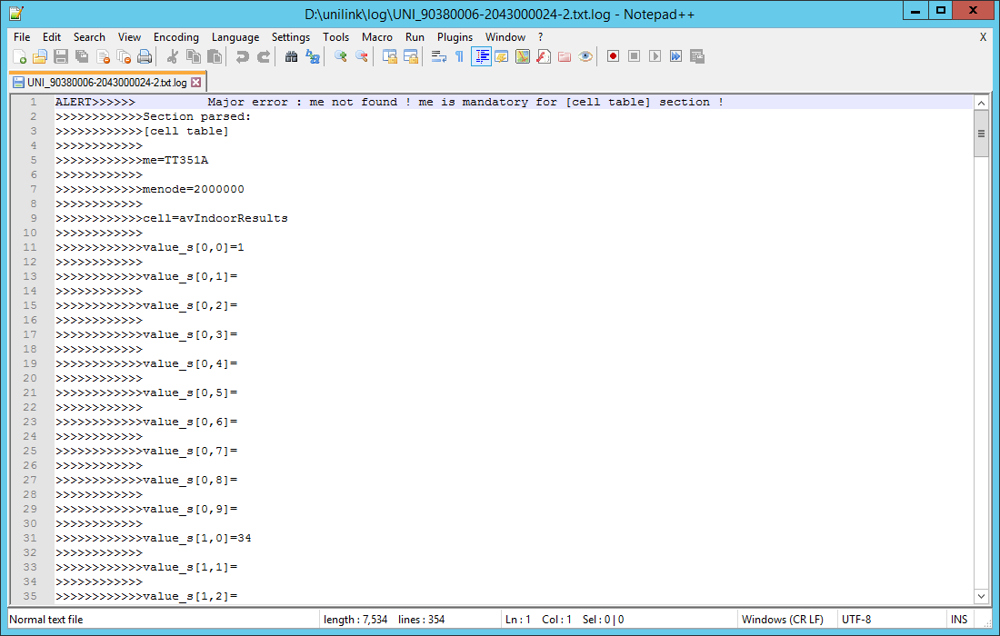 D:\unilink\log\UNI_90380006-2043000024-2.txt.log - Notepad++
File Edit Search View Encoding Language Settings Tools Macro Run Plugins Window ? X
UNI_90380006-2043000024-2.txt.log
1 ALERT>>>>>> Major error : me not found ! me is mandatory for [cell table] section !
2 >>>>>>>>>>>>Section parsed:
3 >>>>>>>>>>>>[cell table]
4 >>>>>>>>>>>>
5 >>>>>>>>>>>>me=TT351A
6 >>>>>>>>>>>>
7 >>>>>>>>>>>>menode=2000000
8 >>>>>>>>>>>>
9 >>>>>>>>>>>>cell=avIndoorResults
10 >>>>>>>>>>>>
11 >>>>>>>>>>>>value_s[0,0]=1
12 >>>>>>>>>>>>
13 >>>>>>>>>>>>value_s[0,1]=
14 >>>>>>>>>>>>
15 >>>>>>>>>>>>value_s[0,2]=
16 >>>>>>>>>>>>
17 >>>>>>>>>>>>value_s[0,3]=
18 >>>>>>>>>>>>
19 >>>>>>>>>>>>value_s[0,4]=
20 >>>>>>>>>>>>
21 >>>>>>>>>>>>value_s[0,5]=
22 >>>>>>>>>>>>
23 >>>>>>>>>>>>value_s[0,6]=
24 >>>>>>>>>>>>
25 >>>>>>>>>>>>value_s[0,7]=
26 >>>>>>>>>>>>
27 >>>>>>>>>>>>value_s[0,8]=
28 >>>>>>>>>>>>
29 >>>>>>>>>>>>value_s[0,9]=
30 >>>>>>>>>>>>
31 >>>>>>>>>>>>value_s[1,0]=34
32 >>>>>>>>>>>>
33 >>>>>>>>>>>>value_s[1,1]=
34 >>>>>>>>>>>>
35 >>>>>>>>>>>>value_s[1,2]=
Normal text file length : 7,534 lines : 354 Ln : 1 Col : 1 Sel : 0 | 0 Windows (CR LF) UTF-8 INS